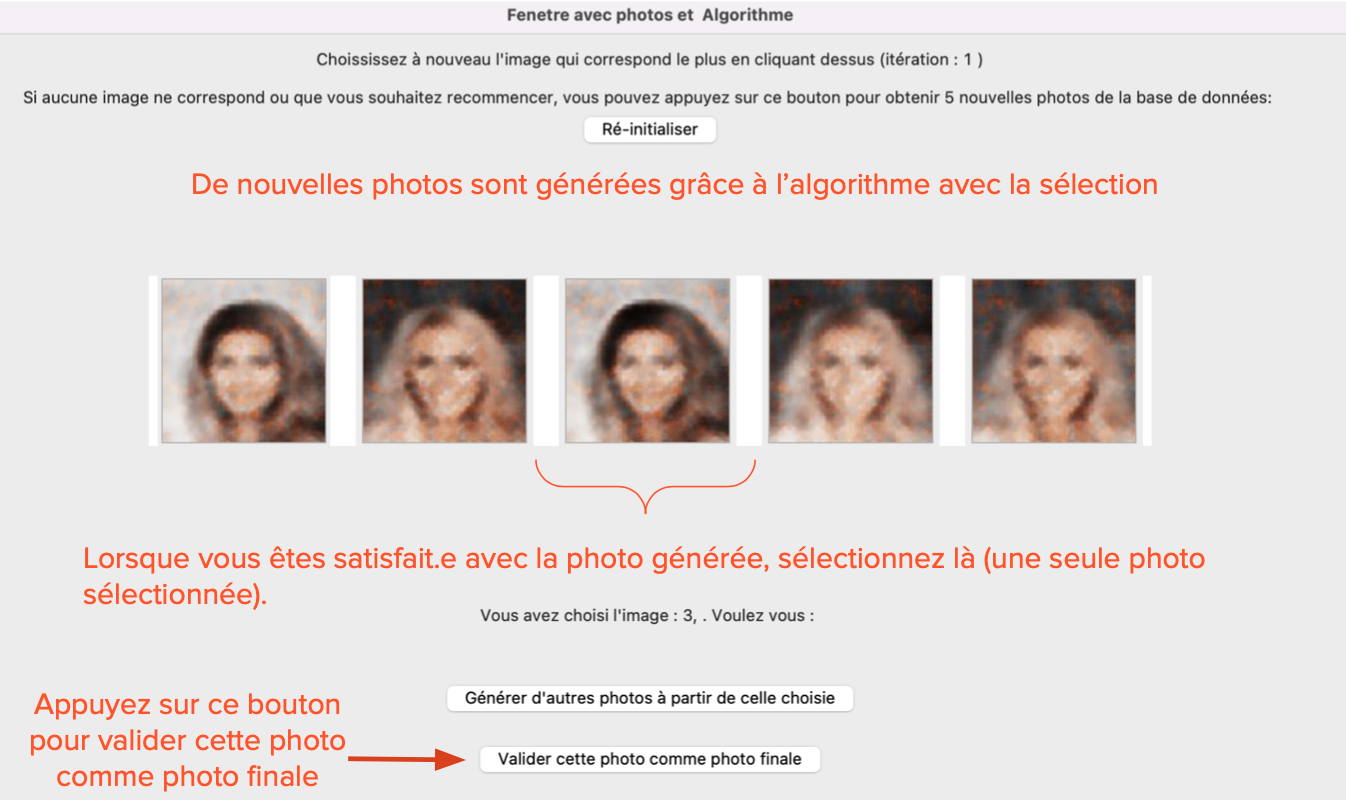 Fenetre avec photos et  Algorithme
Choississez à nouveau l'image qui correspond le plus en cliquant dessus (itération : 1 )
Si aucune image ne correspond ou que vous souhaitez recommencer, vous pouvez appuyez sur ce bouton pour obtenir 5 nouvelles photos de la base de données:
Ré-initialiser
De nouvelles photos sont générées grâce à l’algorithme avec la sélection
Lorsque vous êtes satisfait.e avec la photo générée, sélectionnez là (une seule photo
sélectionnée).
Vous avez choisi l'image : 3, . Voulez vous :
Générer d'autres photos à partir de celle choisie
Appuyez sur ce bouton
pour valider cette photo
comme photo finale
Valider cette photo comme photo finale